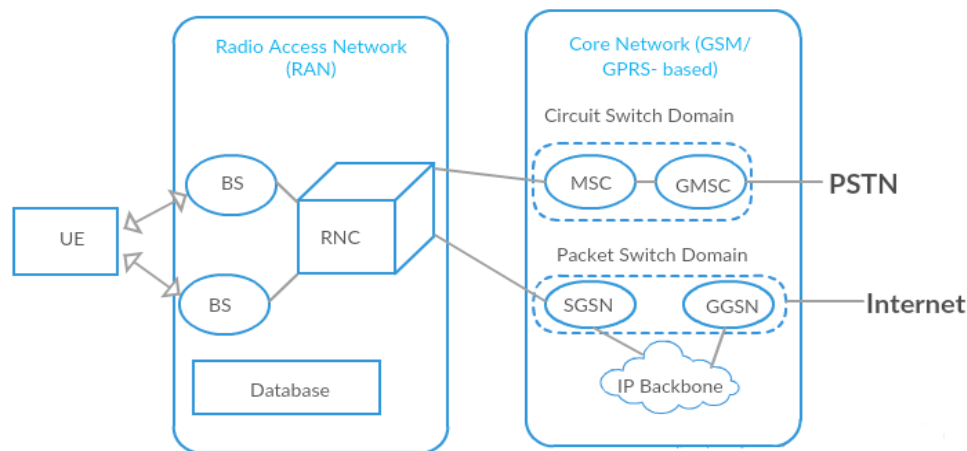 Radio Access Network
(RAN)
Core Network (GSM/
GPRS- based)
Circuit Switch Domain
BS
MSC
GMSC
PSTN
UE
RNC
Packet Switch Domain
BS
SGSN
GGSN
Internet
Database
IP Backbone